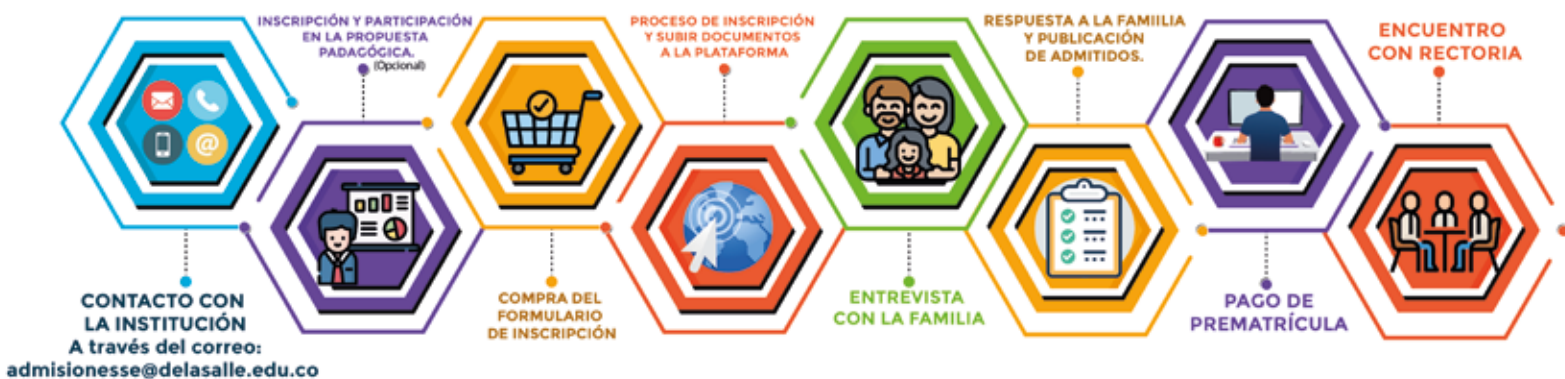 CONTACTO CON
LA INSTITUCIÓN
A través del correo:
admisionesse@delasalle.edu.co
INSCRIPCIÓN Y PARTICIPACIÓN
EN LA PROPUESTA
PADAGÓGICA.
(Opcional)
COMPRA DEL
FORMULARIO
DE INSCRIPCIÓN
PROCESO DE INSCRIPCIÓN
Y SUBIR DOCUMENTOS
A LA PLATAFORMA
ENTREVISTA
CON LA FAMILIA
RESPUESTA A LA FAMIILIA
Y PUBLICACIÓN
DE ADMITIDOS.
PAGO DE
PREMATRÍCULA
ENCUENTRO
CON RECTORIA
@